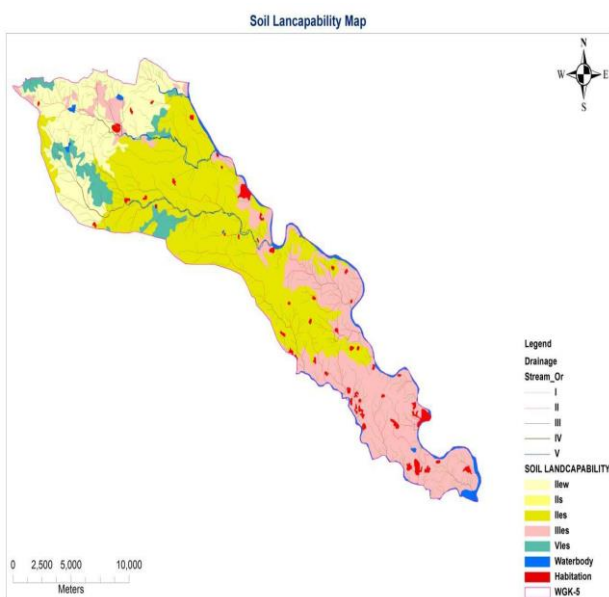 Soil Lancapability Map
N
W E
S
Legend
Drainage
Stream_Or
I
II
III
IV
V
SOIL LANDCAPABILITY
IIew
IIs
IIes
IIIes
VIes
Waterbody
Habitation
WGK-5
0 2,500 5,000 10,000
Meters